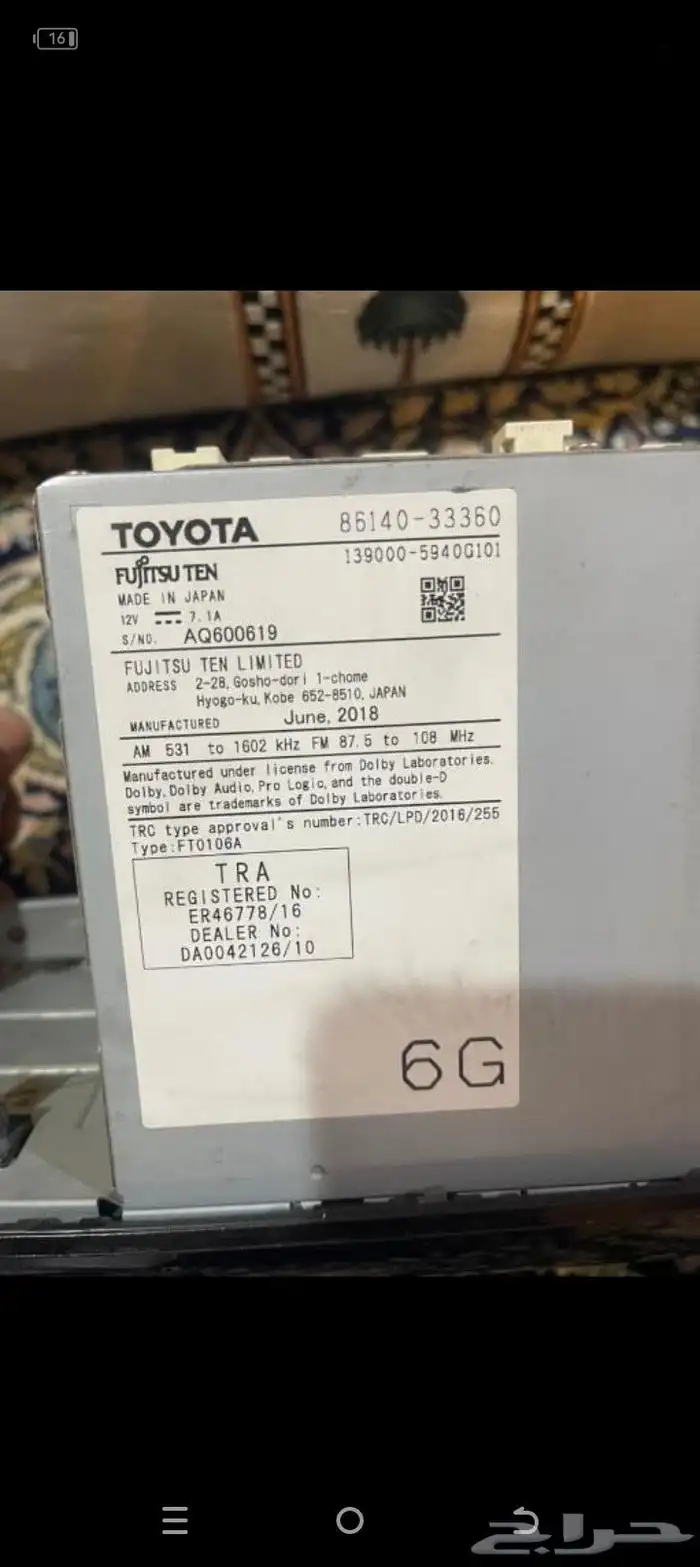 16
TOYOTA 86140-33360
FUJITSU TEN 139000-5940G101
MADE IN JAPAN
12V 7.1A
S/NO. AQ600619
FUJITSU TEN LIMITED
ADDRESS 2-28, Gosho-dori 1-chome
Hyogo-ku, Kobe 652-8510, JAPAN
MANUFACTURED June, 2018
AM 531 to 1602 kHz FM 87.5 to 108 MHz
Manufactured under license from Dolby Laboratories.
Dolby, Dolby Audio, Pro Logic, and the double-D
symbol are trademarks of Dolby Laboratories.
TRC type approval's number:TRC/LPD/2016/255
Type:FT0106A
TRA
REGISTERED No:
ER46778/16
DEALER No:
DA0042126/10
6G
حراج